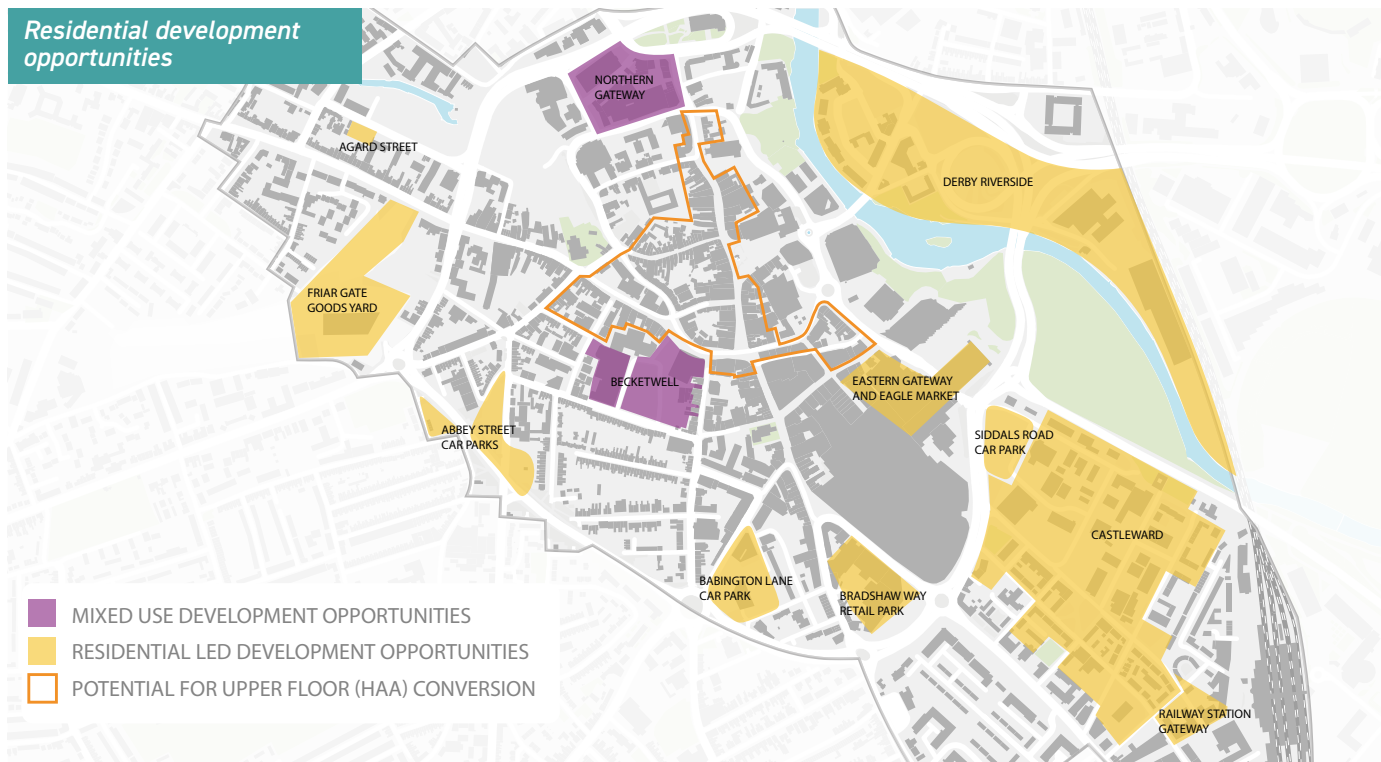 Residential development
opportunities
NORTHERN
GATEWAY
AGARD STREET
DERBY RIVERSIDE
FRIAR GATE
GOODS YARD
BECKETWELL
EASTERN GATEWAY
AND EAGLE MARKET
ABBEY STREET
CAR PARKS
SIDDALS ROAD
CAR PARK
CASTLEWARD
BABINGTON LANE
CAR PARK
BRADSHAW WAY
RETAIL PARK
RAILWAY STATION
GATEWAY
MIXED USE DEVELOPMENT OPPORTUNITIES
RESIDENTIAL LED DEVELOPMENT OPPORTUNITIES
POTENTIAL FOR UPPER FLOOR (HAA) CONVERSION